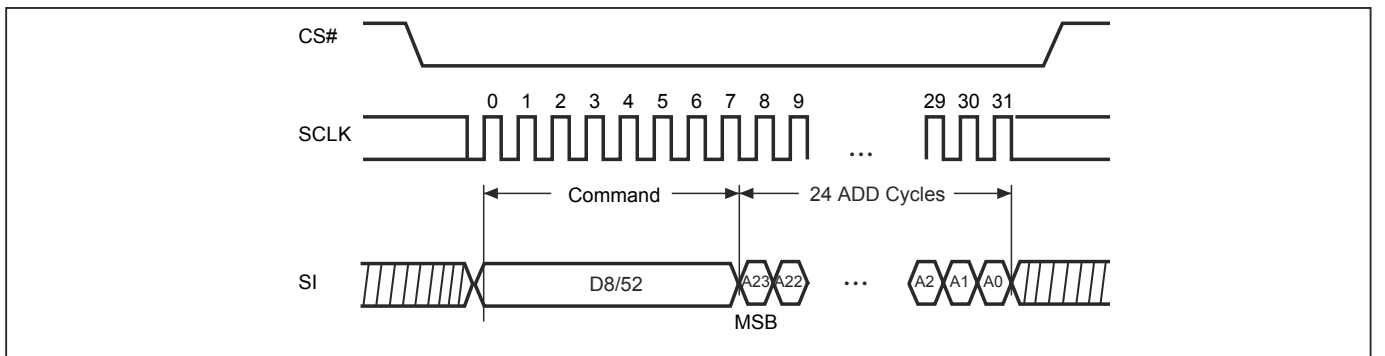 CS#
0 1 2 3 4 5 6 7 8 9 29 30 31
SCLK
...
Command 24 ADD Cycles
SI D8/52 A23 A22 ... A2 A1 A0
MSB